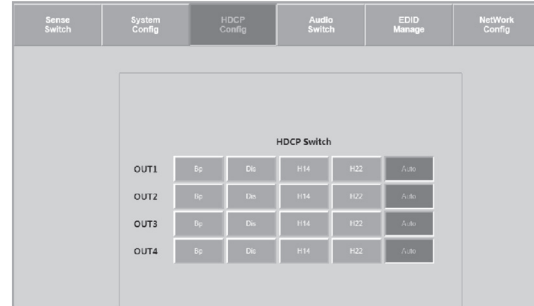 Sense Switch System Config HDCP Config Audio Switch EDID Manage NetWork Config
HDCP Switch
OUT1 Bp Dis H14 H22 Auto
OUT2 Bp Dis H14 H22 Auto
OUT3 Bp Dis H14 H22 Auto
OUT4 Bp Dis H14 H22 Auto